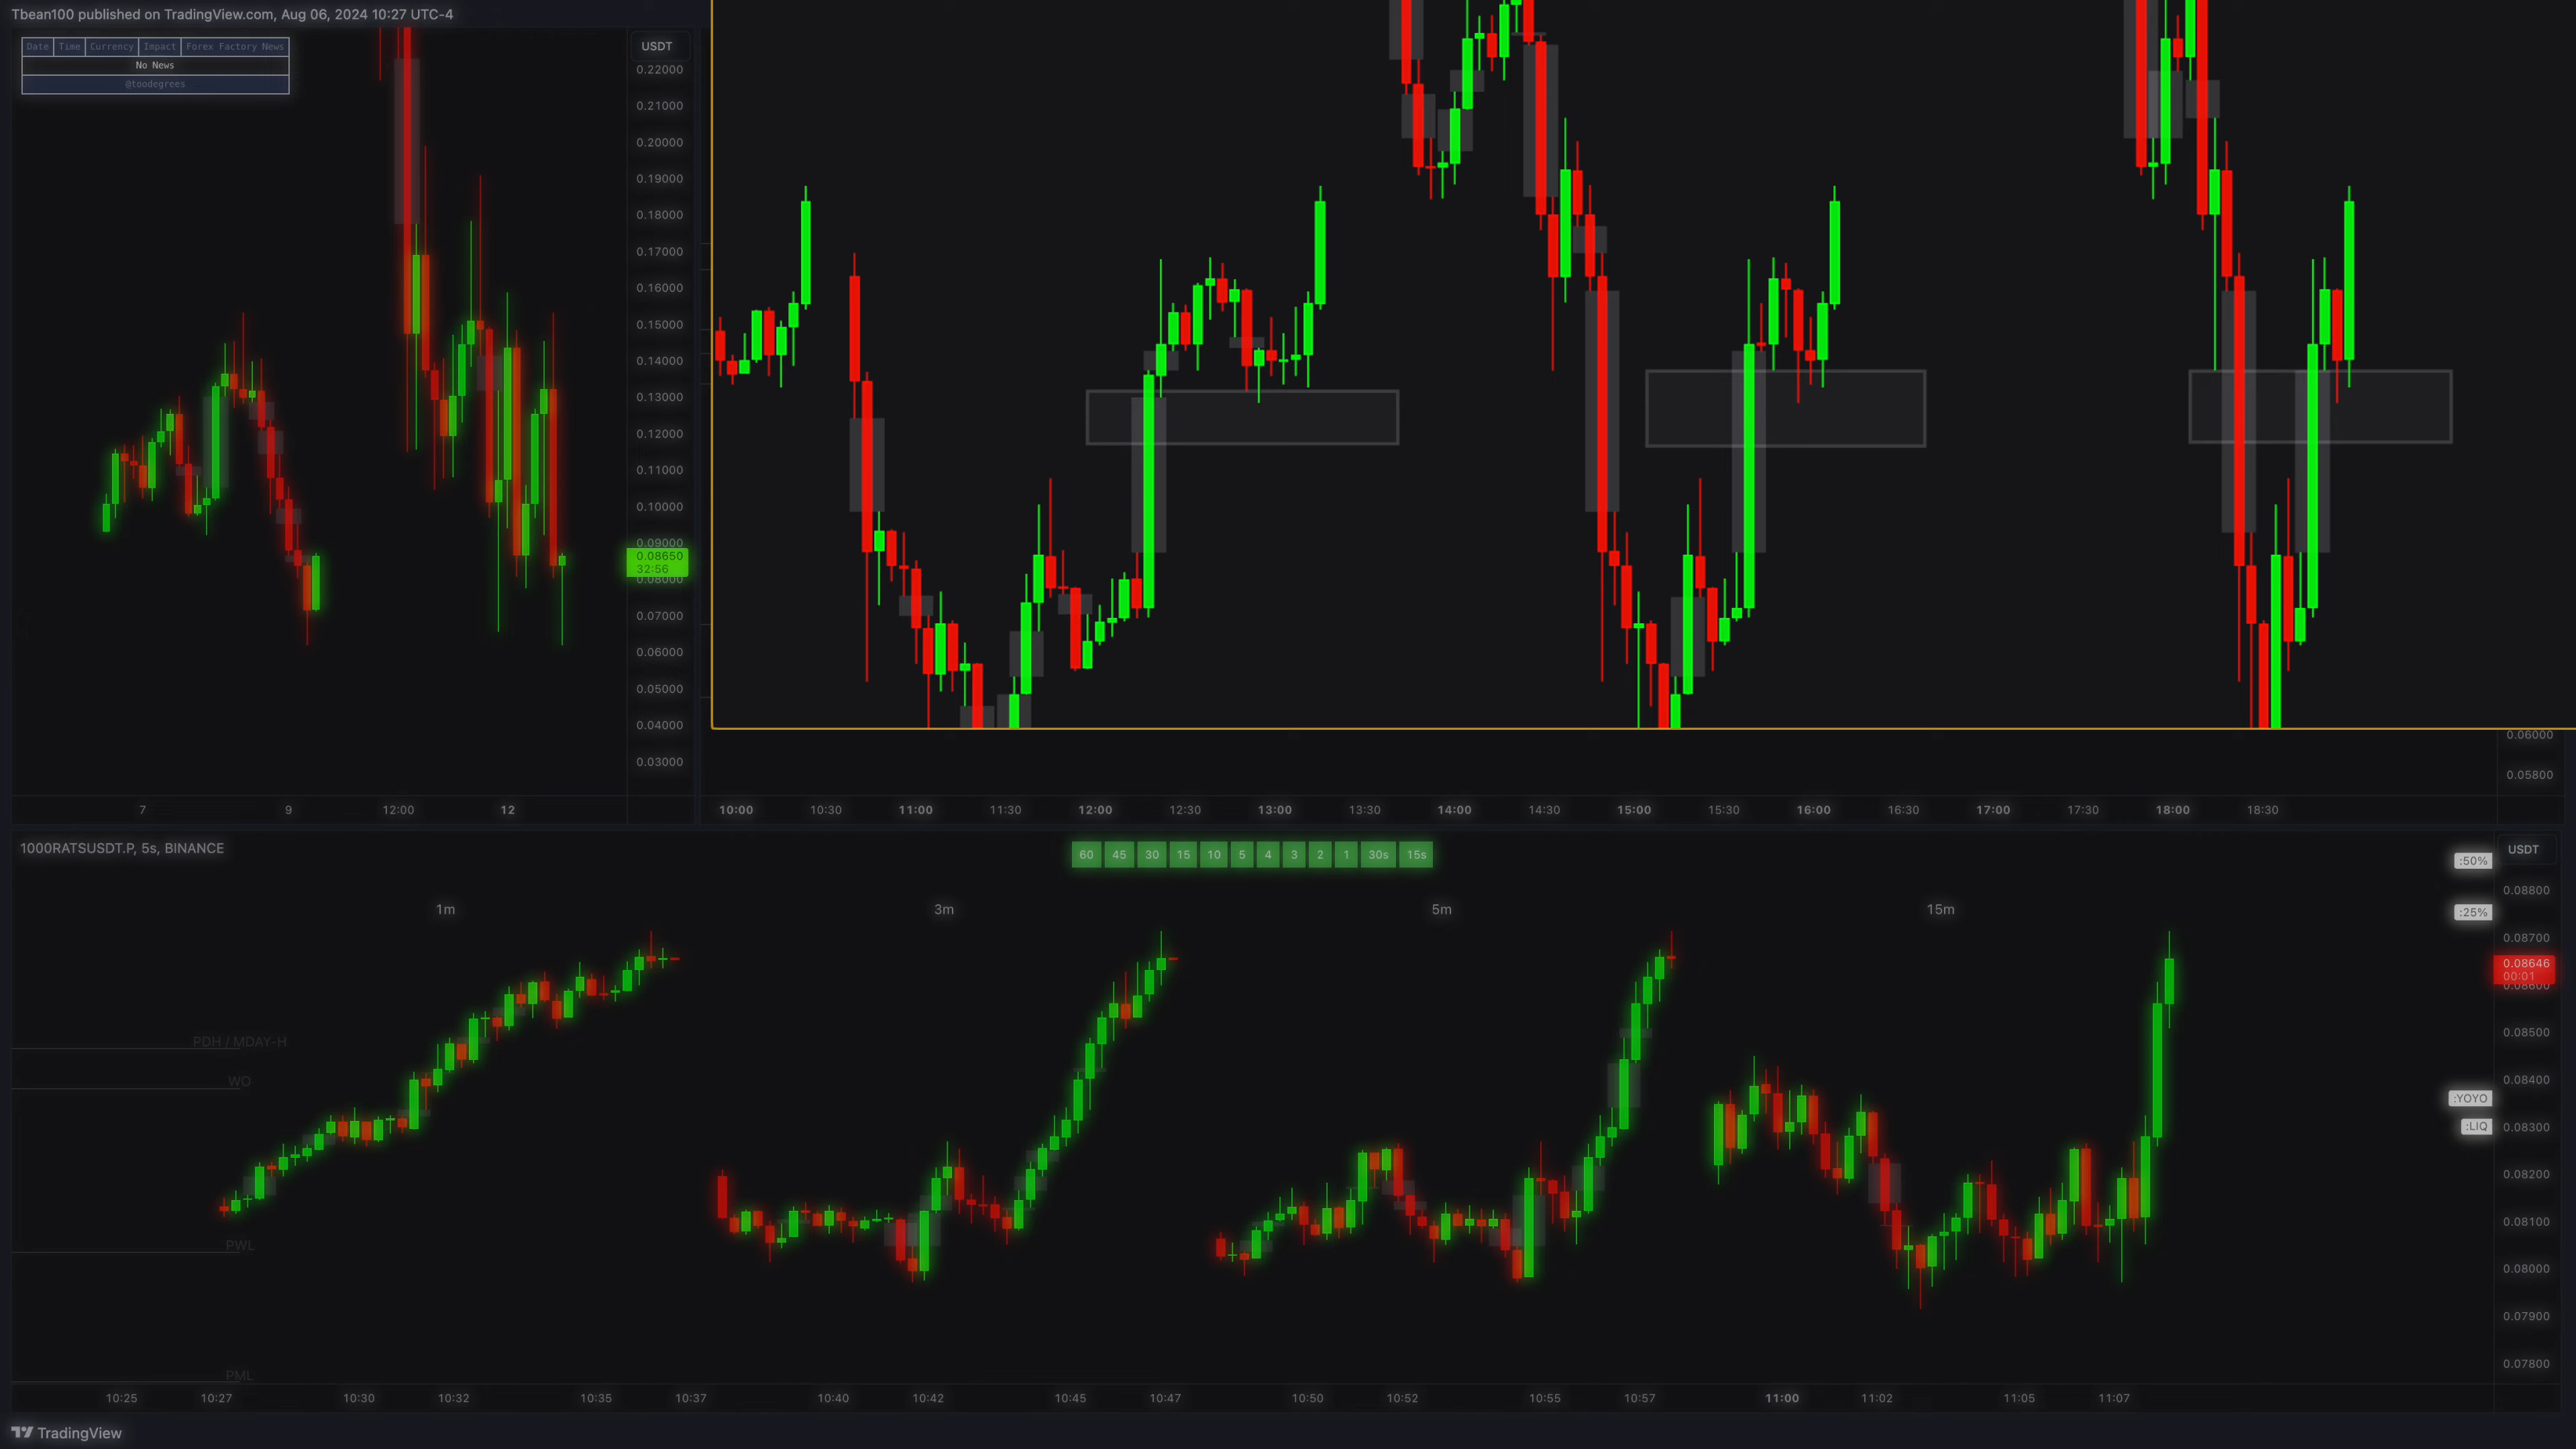 Tbean100 published on TradingView.com, Aug 06, 2024 10:27 UTC-4
Date Time Currency Impact Forex Factory News
No News
@toodegrees
USDT
0.22000
0.21000
0.20000
0.19000
0.18000
0.17000
0.16000
0.15000
0.14000
0.13000
0.12000
0.11000
0.10000
0.09000
0.08650
32:56
0.08000
0.07000
0.06000
0.05000
0.04000
0.03000
7 9 12:00 12
0.06000
0.05800
10:00 10:30 11:00 11:30 12:00 12:30 13:00 13:30 14:00 14:30 15:00 15:30 16:00 16:30 17:00 17:30 18:00 18:30
1000RATSUSDT.P, 5s, BINANCE
60 45 30 15 10 5 4 3 2 1 30s 15s
1m 3m 5m 15m
PDH / MDAY-H
WO
PWL
PML
:50%
:25%
:YOYO
:LIQ
USDT
0.08800
0.08700
0.08646
00:01
0.08600
0.08500
0.08400
0.08300
0.08200
0.08100
0.08000
0.07900
0.07800
10:25 10:27 10:30 10:32 10:35 10:37 10:40 10:42 10:45 10:47 10:50 10:52 10:55 10:57 11:00 11:02 11:05 11:07
TradingView